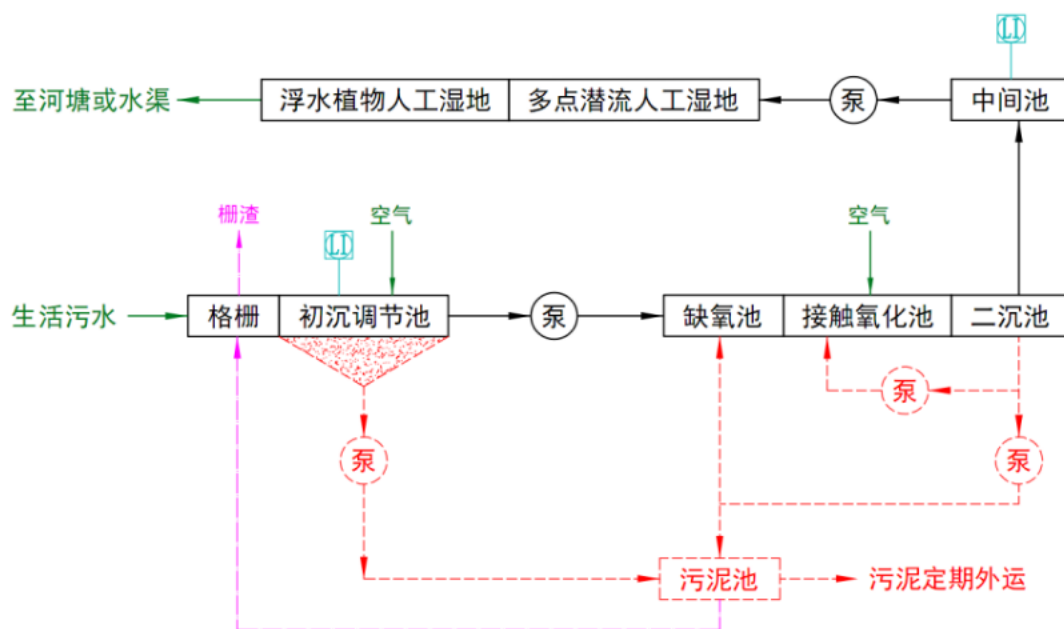 LI
至河塘或水渠
浮水植物人工湿地
多点潜流人工湿地
泵
中间池
栅渣
空气
空气
LI
生活污水
格栅
初沉调节池
泵
缺氧池
接触氧化池
二沉池
泵
泵
泵
污泥池
污泥定期外运